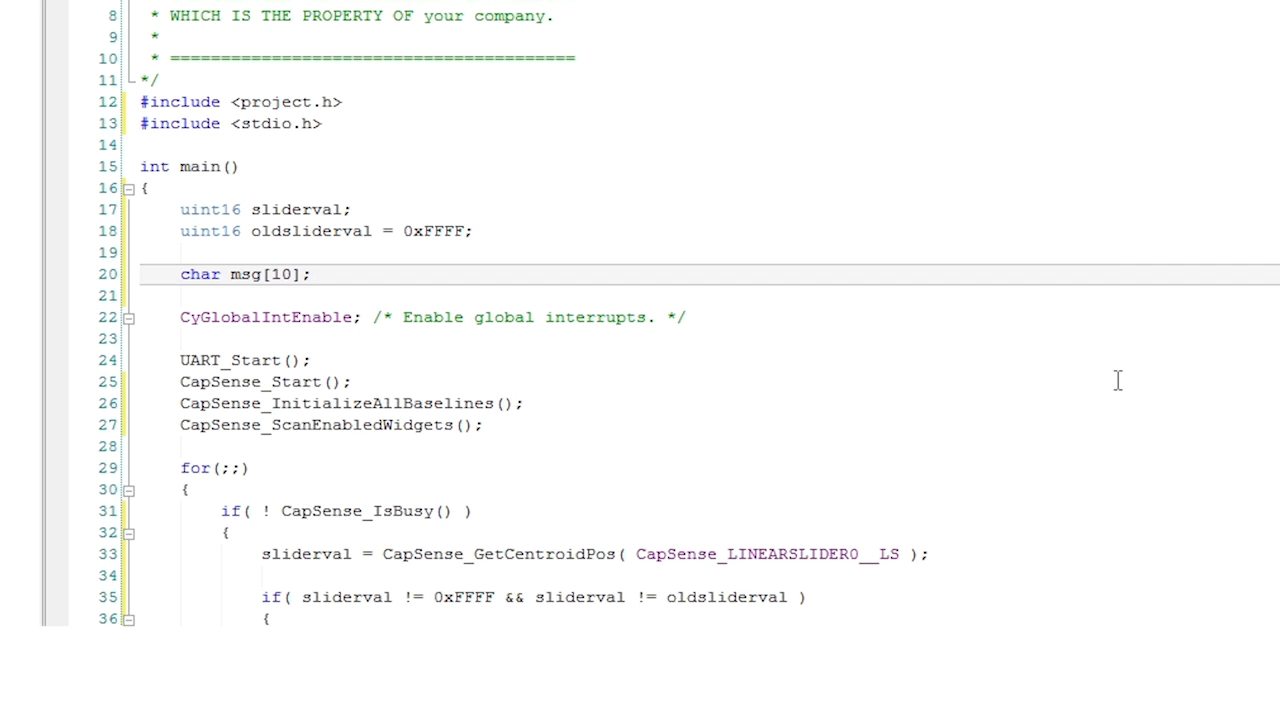 8 * WHICH IS THE PROPERTY OF your company.
9 *
10 * ========================================
11 */
12 #include <project.h>
13 #include <stdio.h>
14
15 int main()
16 {
17 uint16 sliderval;
18 uint16 oldsliderval = 0xFFFF;
19
20 char msg[10];
21
22 CyGlobalIntEnable; /* Enable global interrupts. */
23
24 UART_Start();
25 CapSense_Start();
26 CapSense_InitializeAllBaselines();
27 CapSense_ScanEnabledWidgets();
28
29 for(;;)
30 {
31 if( ! CapSense_IsBusy() )
32 {
33 sliderval = CapSense_GetCentroidPos( CapSense_LINEARSLIDER0__LS );
34
35 if( sliderval != 0xFFFF && sliderval != oldsliderval )
36 {